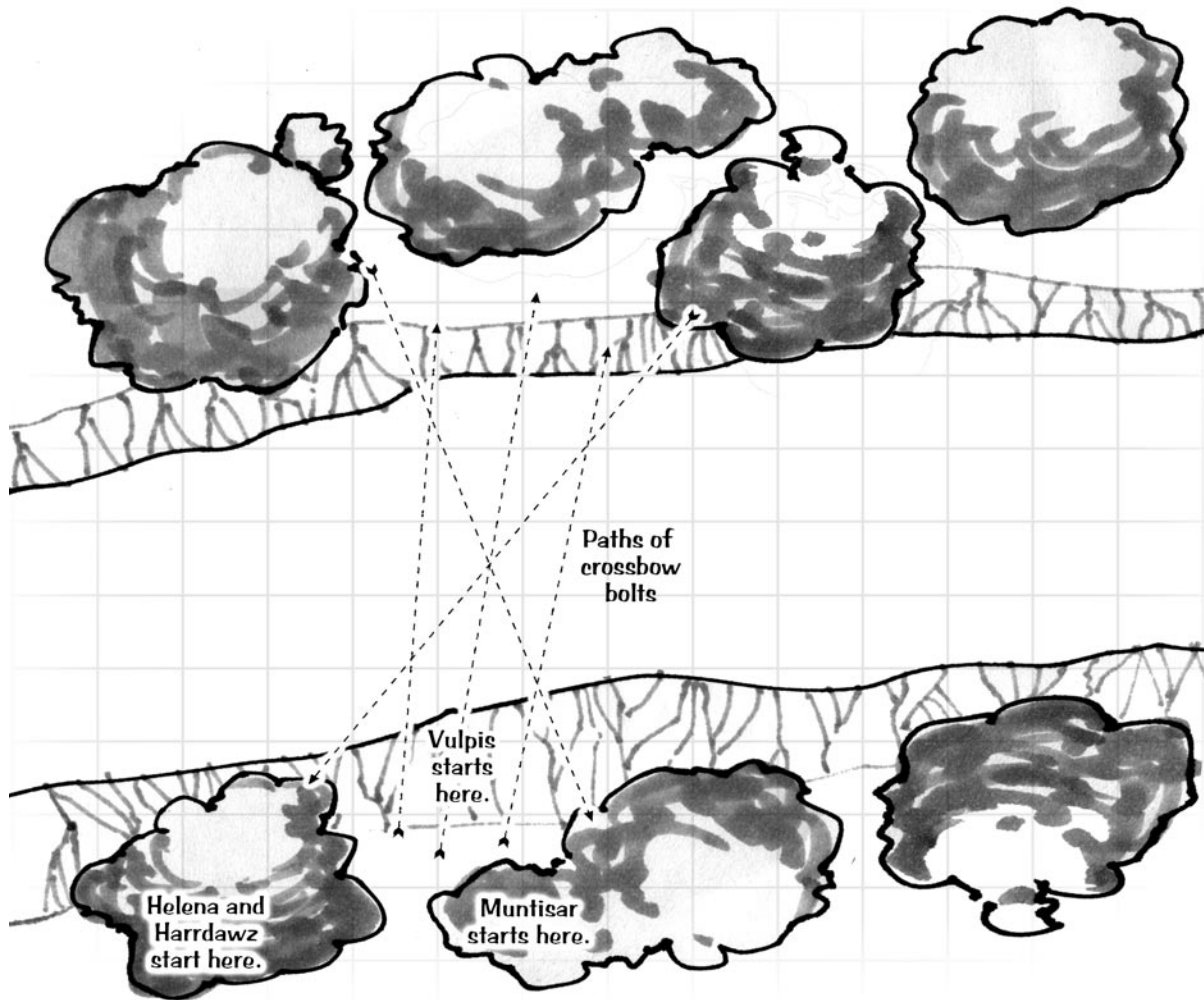 Paths of
crossbow
bolts
Vulpis
starts
here.
Helena and
Harrdawz
start here.
Muntisar
starts here.